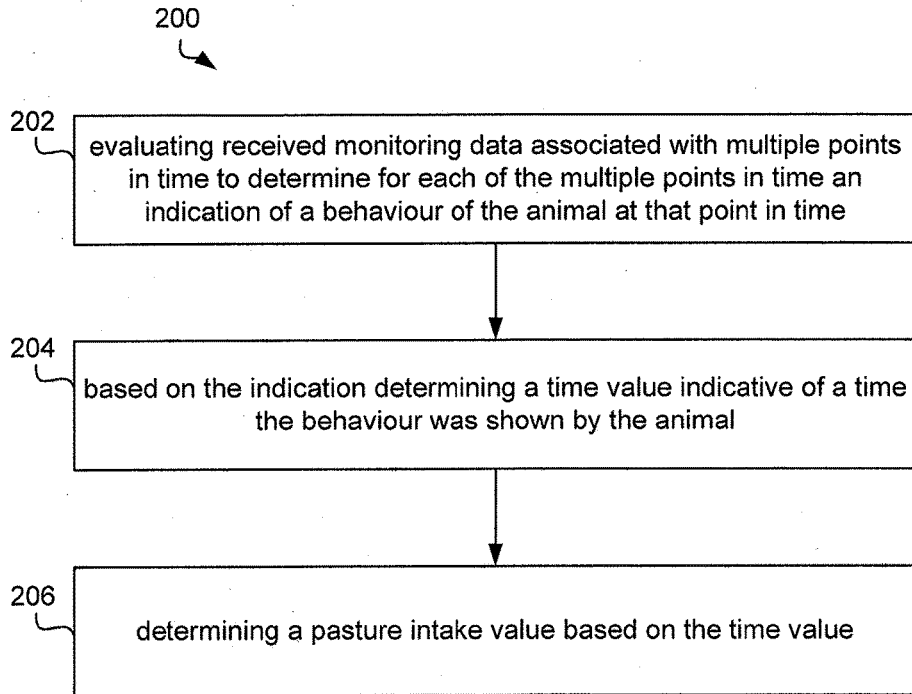 200
202
evaluating received monitoring data associated with multiple points
in time to determine for each of the multiple points in time an
indication of a behaviour of the animal at that point in time
204
based on the indication determining a time value indicative of a time
the behaviour was shown by the animal
206
determining a pasture intake value based on the time value